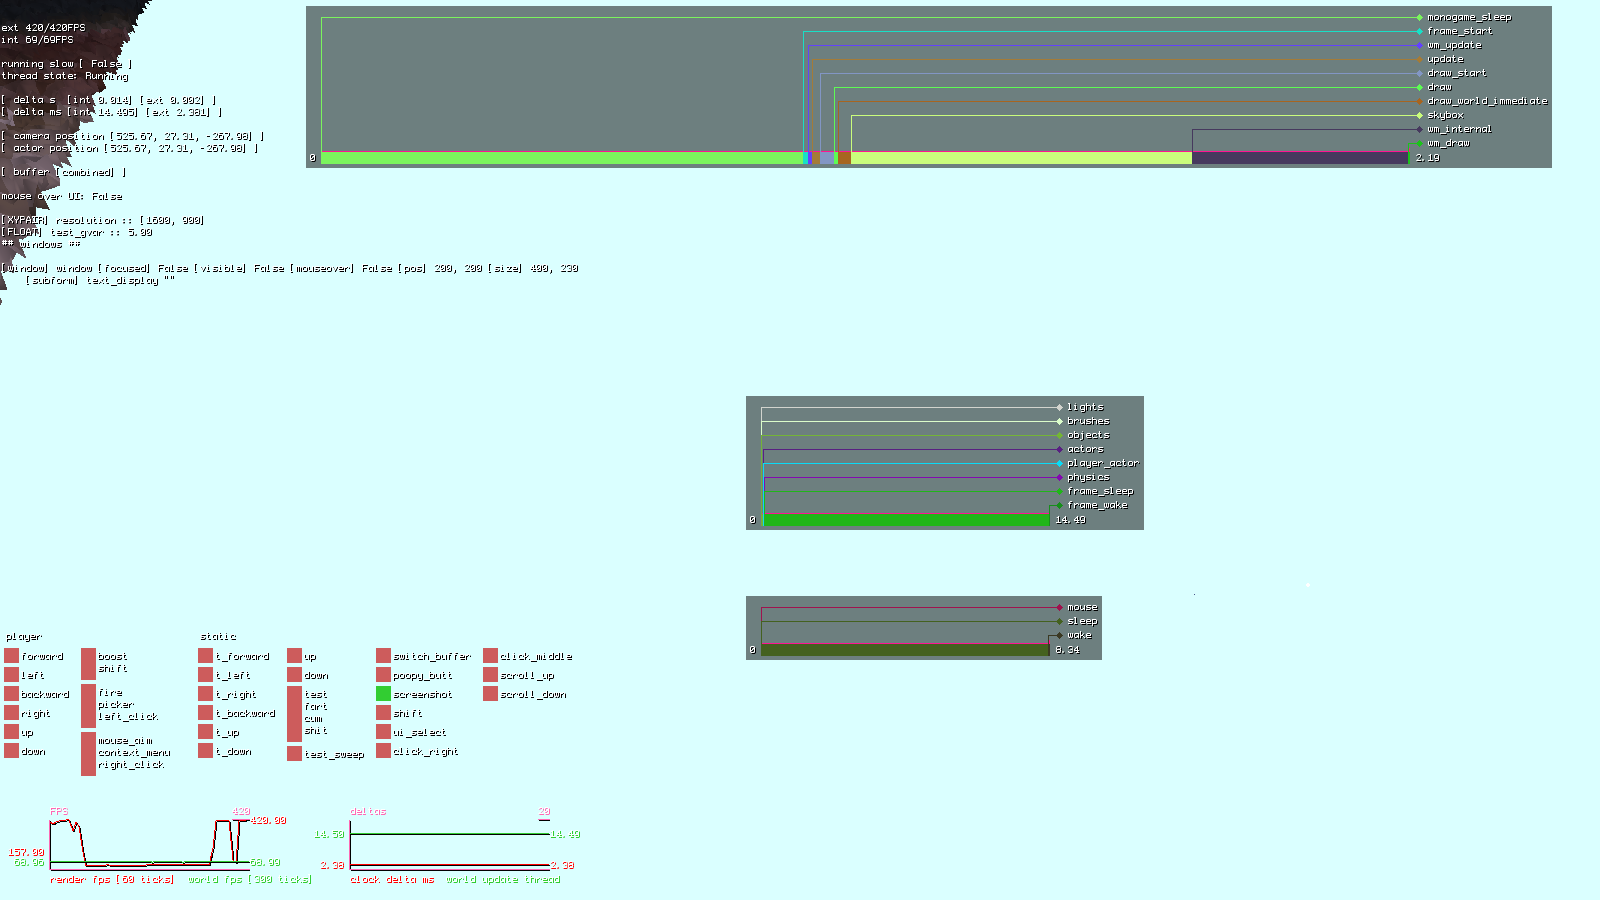 ext 420/420FPS
int 69/69FPS
running slow [ False ]
thread state: Running
[ delta s  [int 0.014] [ext 0.002] ]
[ delta ms [int 14.495] [ext 2.381] ]
[ camera position [525.67, 27.31, -267.98] ]
[ actor position [525.67, 27.31, -267.98] ]
[ buffer [combined] ]
mouse over UI: False
[XYPAIR] resolution :: [1600, 900]
[FLOAT] test_gvar :: 5.00
## windows ##
[window] window [focused] False [visible] False [mouseover] False [pos] 200, 200 [size] 400, 230
[subform] text_display ""
monogame_sleep
frame_start
wm_update
update
draw_start
draw
draw_world_immediate
skybox
wm_internal
wm_draw
0 2.19
lights
brushes
objects
actors
player_actor
physics
frame_sleep
frame_wake
0 14.49
mouse
sleep
wake
0 8.34
player
forward
left
backward
right
up
down
boost
shift
fire
picker
left_click
mouse_aim
context_menu
right_click
static
t_forward
t_left
t_right
t_backward
t_up
t_down
up
down
test
fart
cum
shit
test_sweep
switch_buffer
poopy_butt
screenshot
shift
ui_select
click_right
click_middle
scroll_up
scroll_down
FPS 420
420.00
157.00
68.96 68.99
render fps [60 ticks] world fps [300 ticks]
deltas 20
14.50 14.49
2.38 2.38
clock delta ms world update thread